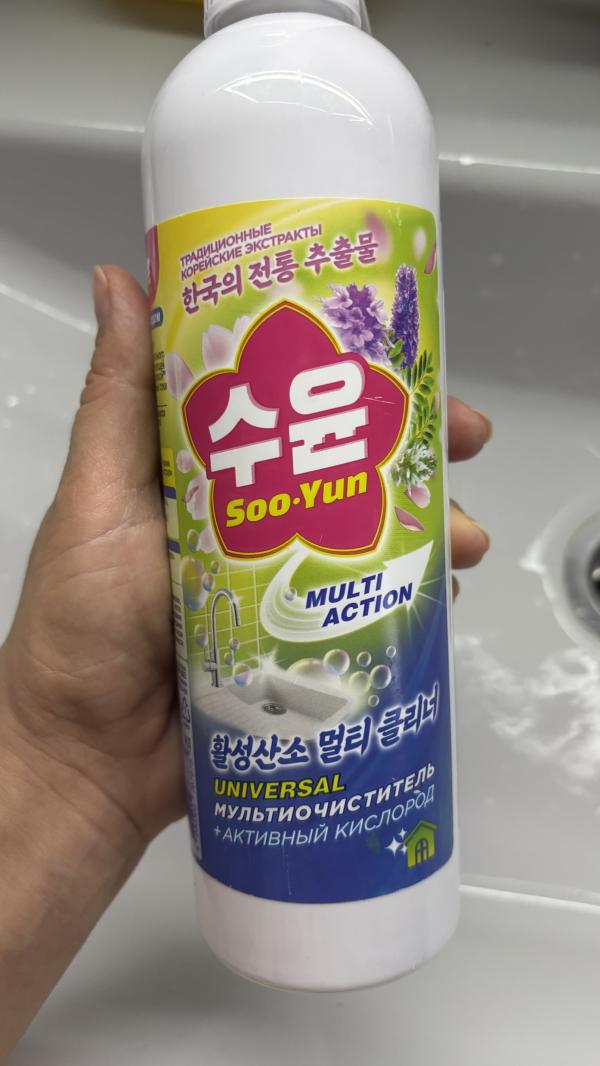 ТРАДИЦИОННЫЕ
КОРЕЙСКИЕ ЭКСТРАКТЫ
한국의 전통 추출물
수윤
Soo·Yun
MULTI
ACTION
활성산소 멀티 클리너
UNIVERSAL
МУЛЬТИОЧИСТИТЕЛЬ
+АКТИВНЫЙ КИСЛОРОД